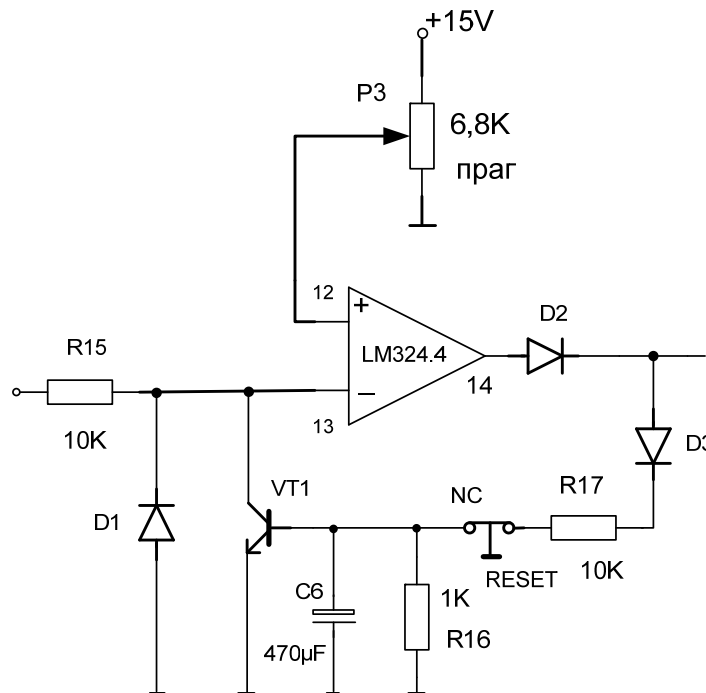 +15V
P3
6,8K
праг
12
+
D2
R15
LM324.4
14
−
10K
13
D3
VT1
NC
R17
D1
RESET
10K
C6
1K
470µF
R16